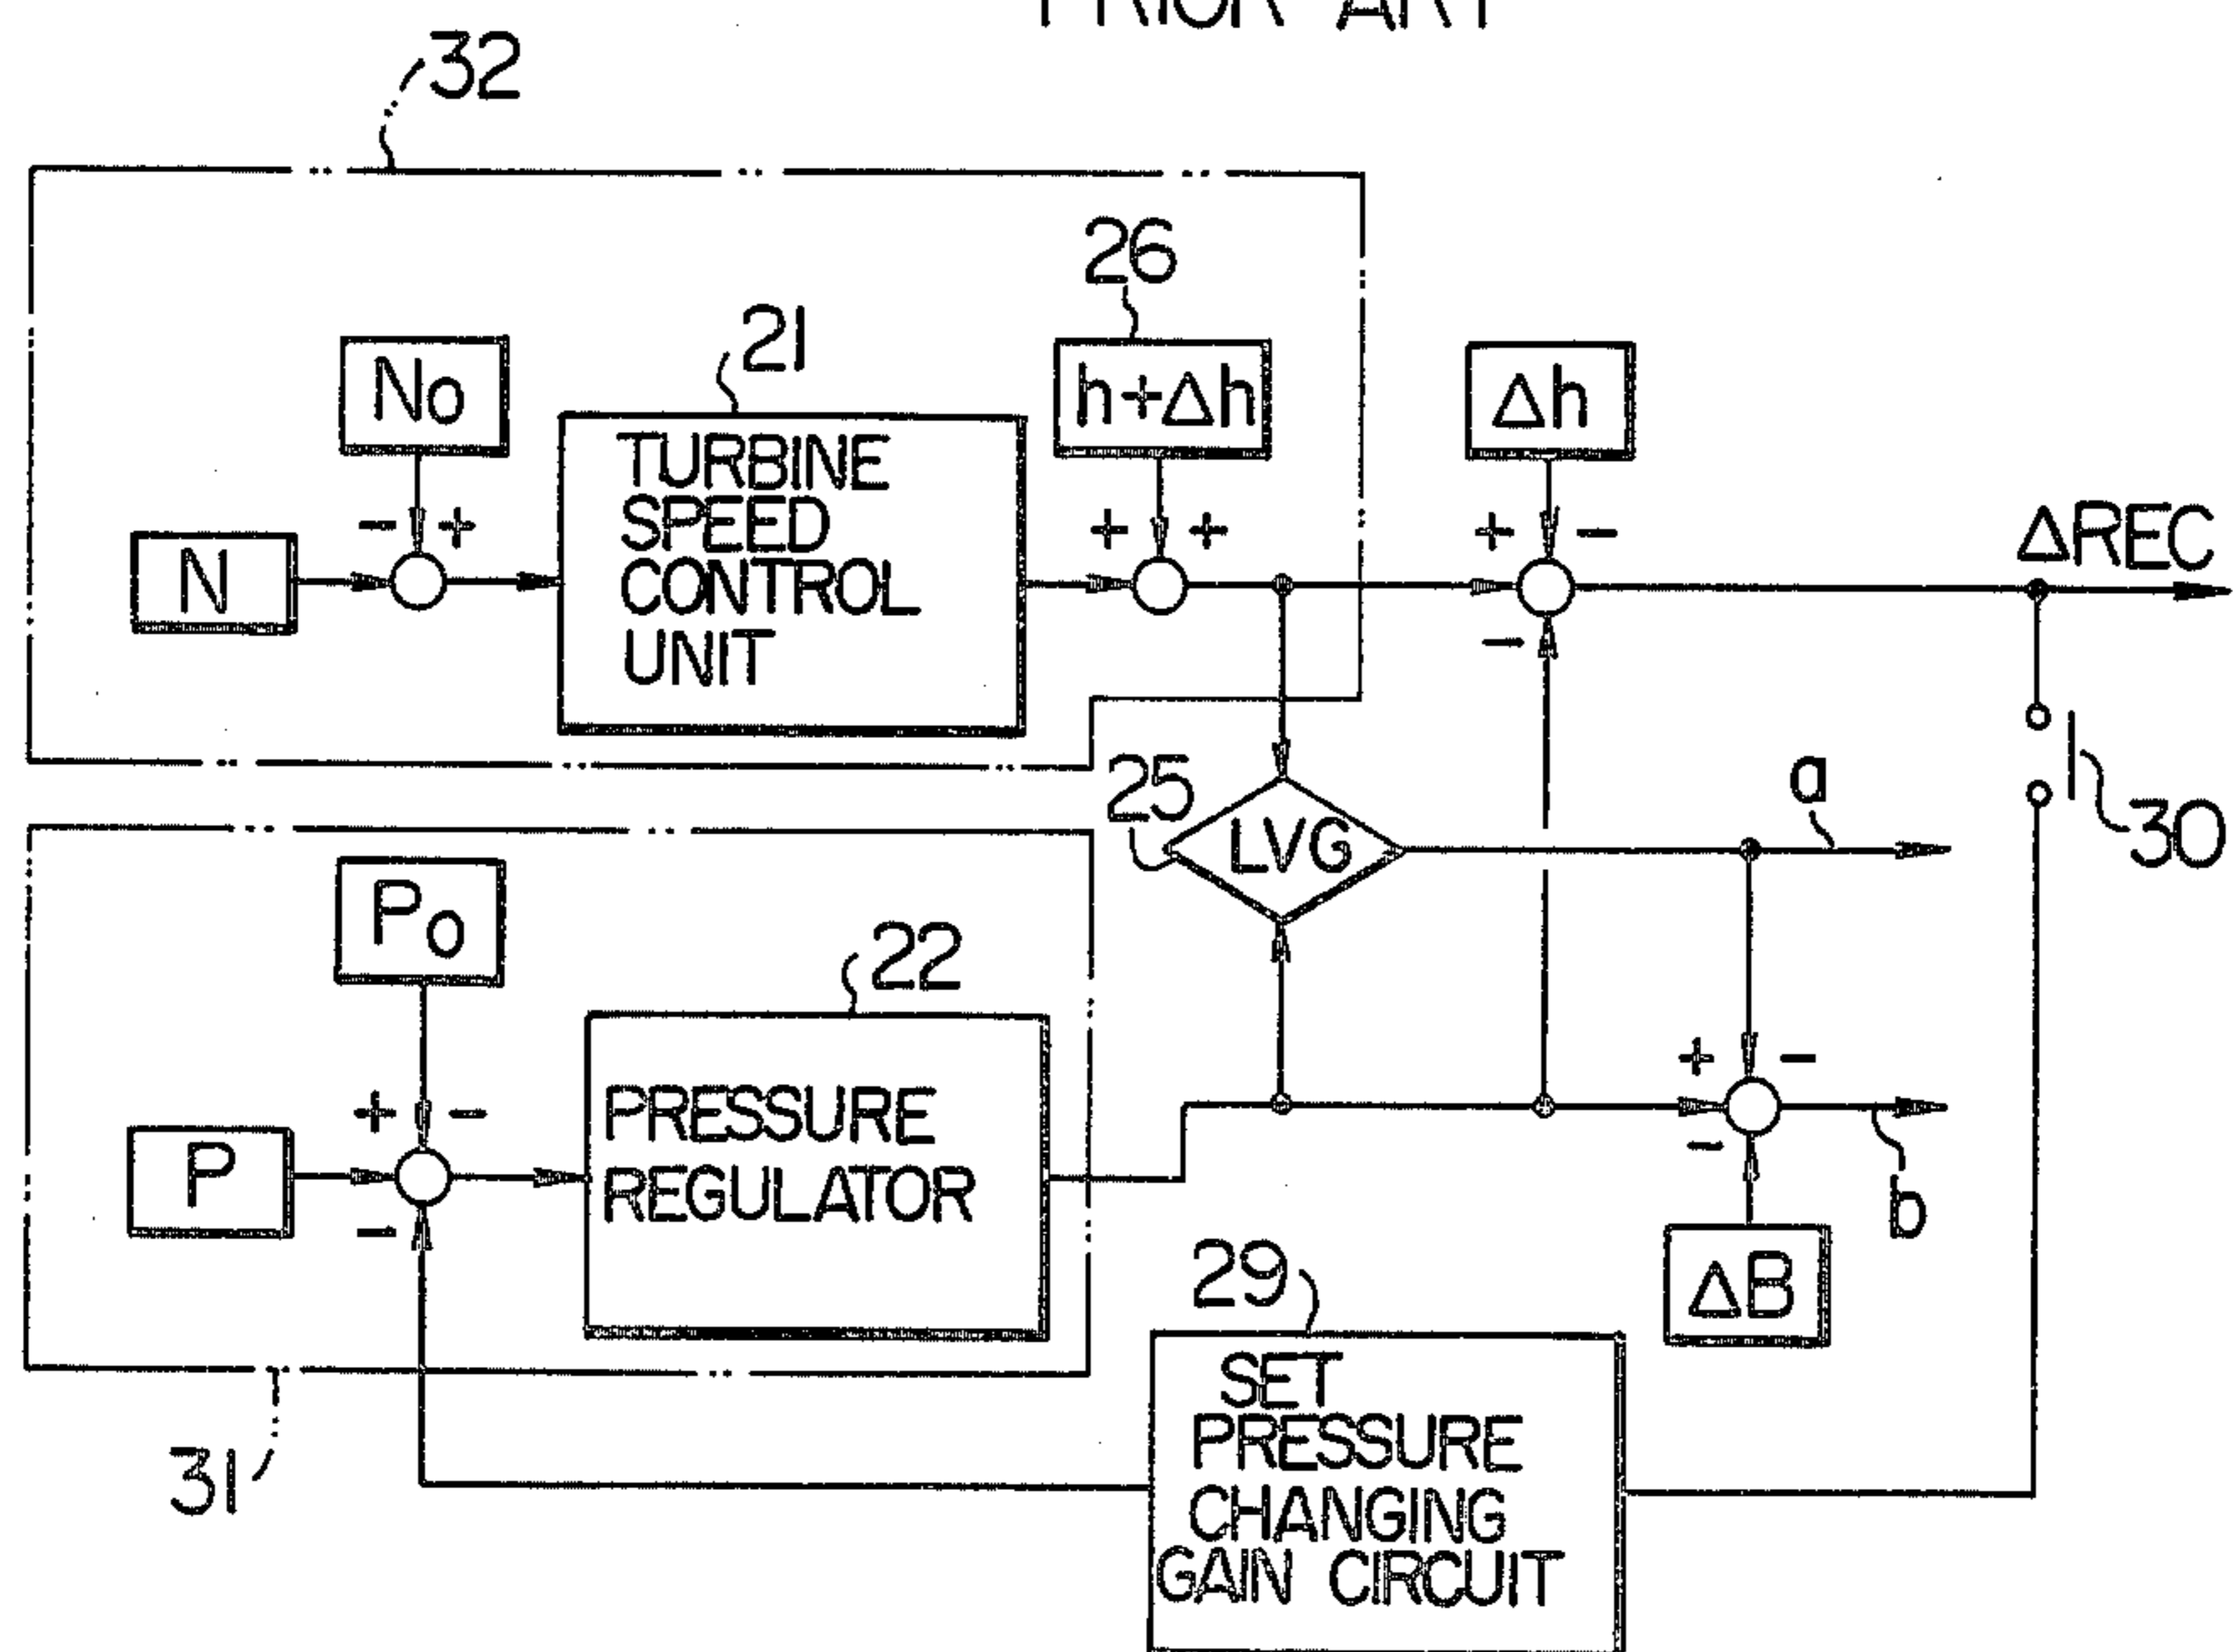 PRIOR ART
32
26
21
No
h+Δh
Δh
TURBINE
SPEED
CONTROL
UNIT
- +
+ +
+ -
-
N
ΔREC
25
LVG
a
30
Po
22
PRESSURE
REGULATOR
+ -
-
P
+ -
-
b
ΔB
29
SET
PRESSURE
CHANGING
GAIN CIRCUIT
31